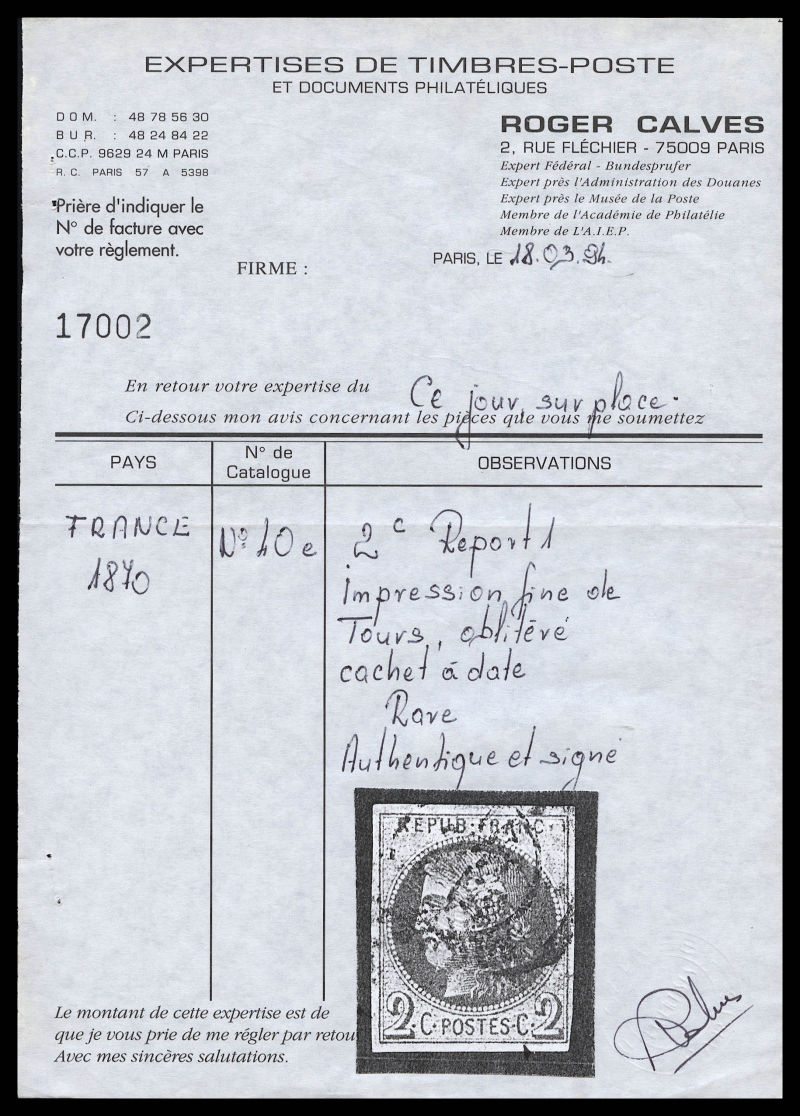 EXPERTISES DE TIMBRES-POSTE
ET DOCUMENTS PHILATÉLIQUES
DOM. : 48 78 56 30
BUR. : 48 24 84 22
C.C.P. 9629 24 M PARIS
R.C. PARIS 57 A 5398
Prière d'indiquer le
N° de facture avec
votre règlement.
ROGER CALVES
2, RUE FLÉCHIER - 75009 PARIS
Expert Fédéral - Bundesprufer
Expert près l'Administration des Douanes
Expert près le Musée de la Poste
Membre de l'Académie de Philatélie
Membre de L'A.I.E.P.
FIRME :
PARIS, LE 18.03.94.
17002
En retour votre expertise du Ce jour, sur place.
Ci-dessous mon avis concernant les pièces que vous me soumettez
PAYS
N° de
Catalogue
OBSERVATIONS
FRANCE
1870
N° 40e
2c Report 1
Impression fine de
Tours, oblitéré
cachet à date
Rare
Authentique et signé
REPUB·FRANC·
2·C·POSTES·C·2
Le montant de cette expertise est de
que je vous prie de me régler par retou
Avec mes sincères salutations.